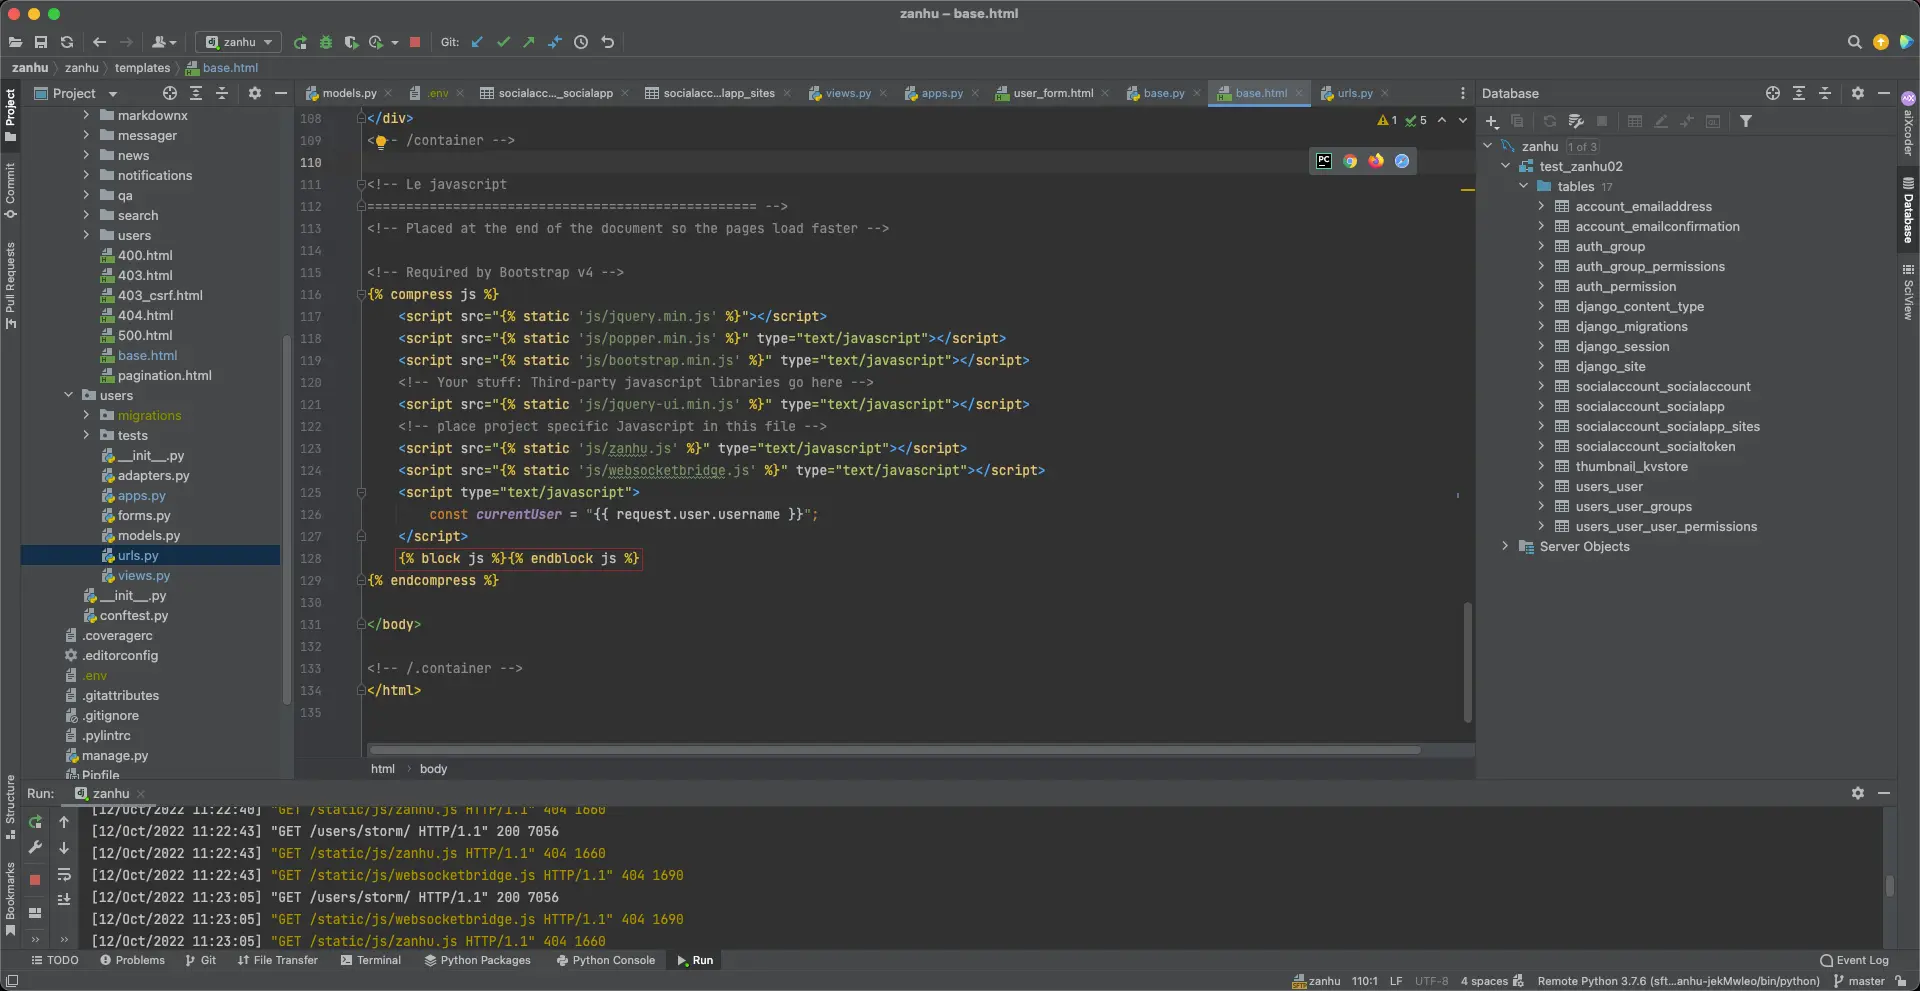 zanhu – base.html
zanhu
Git:
zanhu
zanhu
templates
base.html
Project
models.py
.env
socialacc..._socialapp
socialacc...lapp_sites
views.py
apps.py
user_form.html
base.py
base.html
urls.py
Database
Project
Commit
Pull Requests
Structure
Bookmarks
markdownx
messager
news
notifications
qa
search
users
400.html
403.html
403_csrf.html
404.html
500.html
base.html
pagination.html
users
migrations
tests
__init__.py
adapters.py
apps.py
forms.py
models.py
urls.py
views.py
__init__.py
conftest.py
.coveragerc
.editorconfig
.env
.gitattributes
.gitignore
.pylintrc
manage.py
Pipfile
1 5
108 </div>
109 <!-- /container -->
110
111 <!-- Le javascript
112 ================================================== -->
113 <!-- Placed at the end of the document so the pages load faster -->
114
115 <!-- Required by Bootstrap v4 -->
116 {% compress js %}
117 <script src="{% static 'js/jquery.min.js' %}"></script>
118 <script src="{% static 'js/popper.min.js' %}" type="text/javascript"></script>
119 <script src="{% static 'js/bootstrap.min.js' %}" type="text/javascript"></script>
120 <!-- Your stuff: Third-party javascript libraries go here -->
121 <script src="{% static 'js/jquery-ui.min.js' %}" type="text/javascript"></script>
122 <!-- place project specific Javascript in this file -->
123 <script src="{% static 'js/zanhu.js' %}" type="text/javascript"></script>
124 <script src="{% static 'js/websocketbridge.js' %}" type="text/javascript"></script>
125 <script type="text/javascript">
126 const currentUser = "{{ request.user.username }}";
127 </script>
128 {% block js %}{% endblock js %}
129 {% endcompress %}
130
131 </body>
132
133 <!-- /.container -->
134 </html>
135
html
body
zanhu 1 of 3
test_zanhu02
tables 17
account_emailaddress
account_emailconfirmation
auth_group
auth_group_permissions
auth_permission
django_content_type
django_migrations
django_session
django_site
socialaccount_socialaccount
socialaccount_socialapp
socialaccount_socialapp_sites
socialaccount_socialtoken
thumbnail_kvstore
users_user
users_user_groups
users_user_user_permissions
Server Objects
aiXcoder
Database
SciView
Run: zanhu
[12/Oct/2022 11:22:40] "GET /static/js/zanhu.js HTTP/1.1" 404 1660
[12/Oct/2022 11:22:43] "GET /users/storm/ HTTP/1.1" 200 7056
[12/Oct/2022 11:22:43] "GET /static/js/zanhu.js HTTP/1.1" 404 1660
[12/Oct/2022 11:22:43] "GET /static/js/websocketbridge.js HTTP/1.1" 404 1690
[12/Oct/2022 11:23:05] "GET /users/storm/ HTTP/1.1" 200 7056
[12/Oct/2022 11:23:05] "GET /static/js/websocketbridge.js HTTP/1.1" 404 1690
[12/Oct/2022 11:23:05] "GET /static/js/zanhu.js HTTP/1.1" 404 1660
TODO
Problems
Git
File Transfer
Terminal
Python Packages
Python Console
Run
Event Log
zanhu
110:1
LF
UTF-8
4 spaces
Remote Python 3.7.6 (sft...anhu-jekMwleo/bin/python)
master